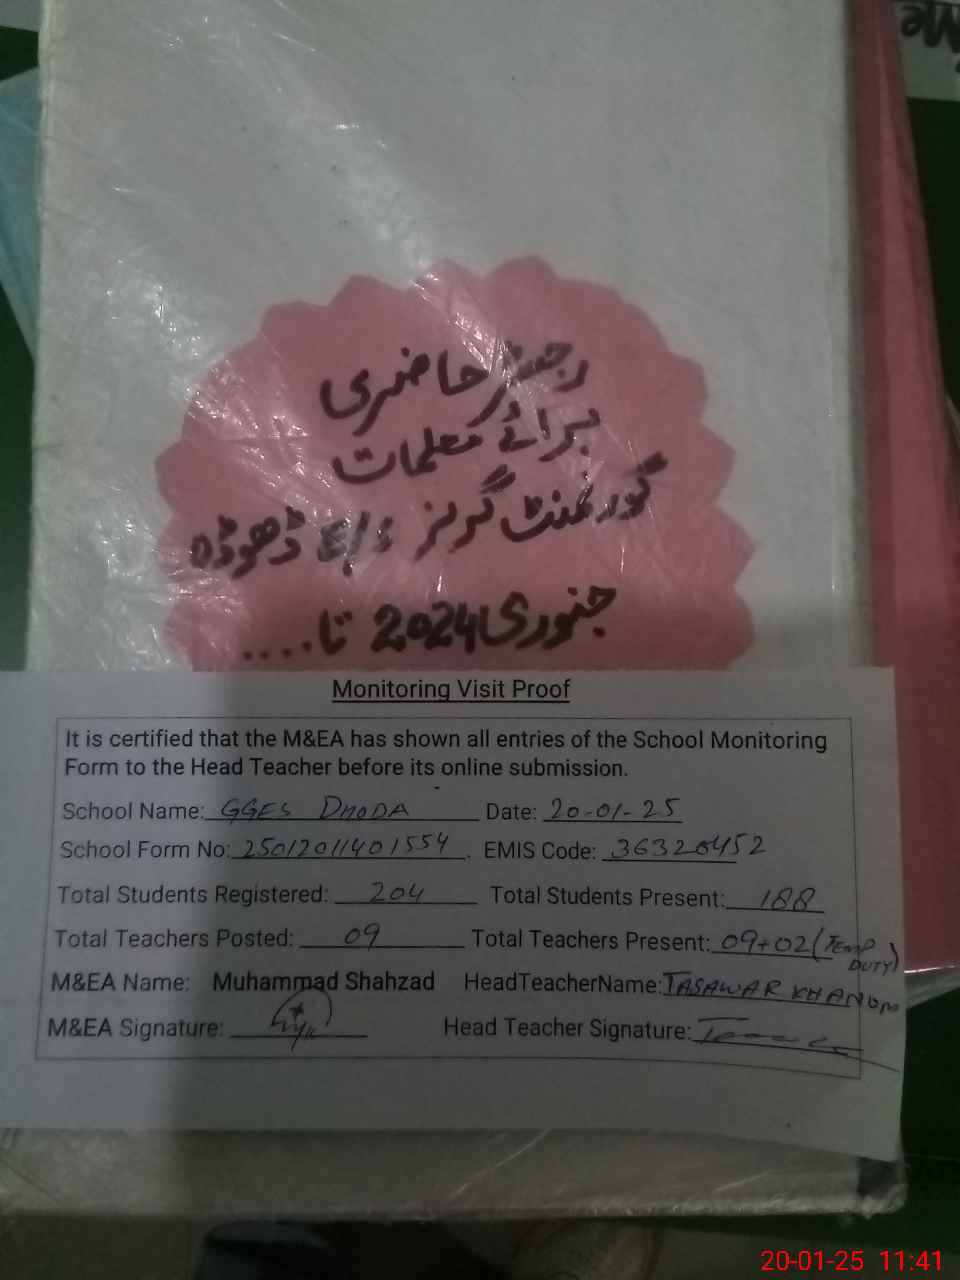 رجسٹر حاضری
برائے معلمات
گورنمنٹ گرلز E/S ڈھوڈہ
جنوری 2024 تا....
Monitoring Visit Proof
It is certified that the M&EA has shown all entries of the School Monitoring
Form to the Head Teacher before its online submission.
School Name: GGES DHODA Date: 20-01-25
School Form No: 25012011401554. EMIS Code: 36320452
Total Students Registered: 204 Total Students Present: 188
Total Teachers Posted: 09 Total Teachers Present: 09+02 (TEMP
DUTY)
M&EA Name: Muhammad Shahzad HeadTeacherName: TASAWAR KHANUM
M&EA Signature: Head Teacher Signature:
20-01-25 11:41